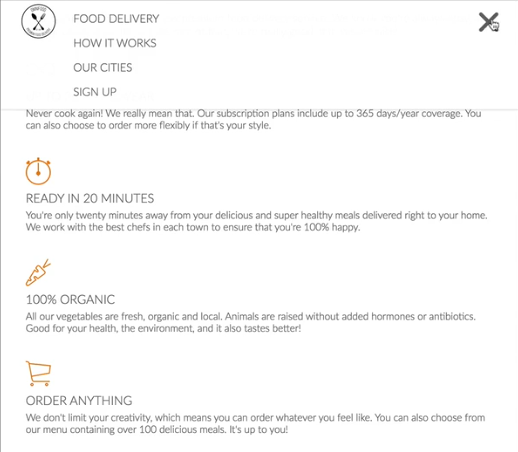 FOOD DELIVERY
HOW IT WORKS
OUR CITIES
SIGN UP
Never cook again! We really mean that. Our subscription plans include up to 365 days/year coverage. You
can also choose to order more flexibly if that's your style.
READY IN 20 MINUTES
You're only twenty minutes away from your delicious and super healthy meals delivered right to your home.
We work with the best chefs in each town to ensure that you're 100% happy.
100% ORGANIC
All our vegetables are fresh, organic and local. Animals are raised without added hormones or antibiotics.
Good for your health, the environment, and it also tastes better!
ORDER ANYTHING
We don't limit your creativity, which means you can order whatever you feel like. You can also choose from
our menu containing over 100 delicious meals. It's up to you!